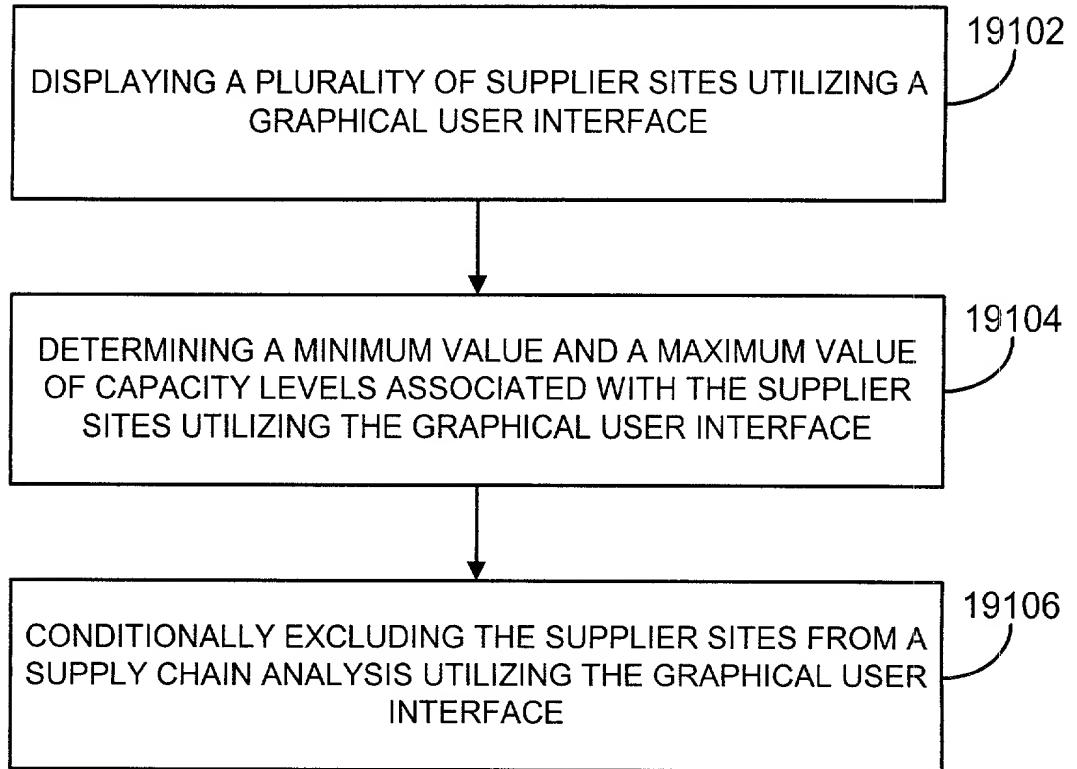 19102
DISPLAYING A PLURALITY OF SUPPLIER SITES UTILIZING A
GRAPHICAL USER INTERFACE
19104
DETERMINING A MINIMUM VALUE AND A MAXIMUM VALUE
OF CAPACITY LEVELS ASSOCIATED WITH THE SUPPLIER
SITES UTILIZING THE GRAPHICAL USER INTERFACE
19106
CONDITIONALLY EXCLUDING THE SUPPLIER SITES FROM A
SUPPLY CHAIN ANALYSIS UTILIZING THE GRAPHICAL USER
INTERFACE